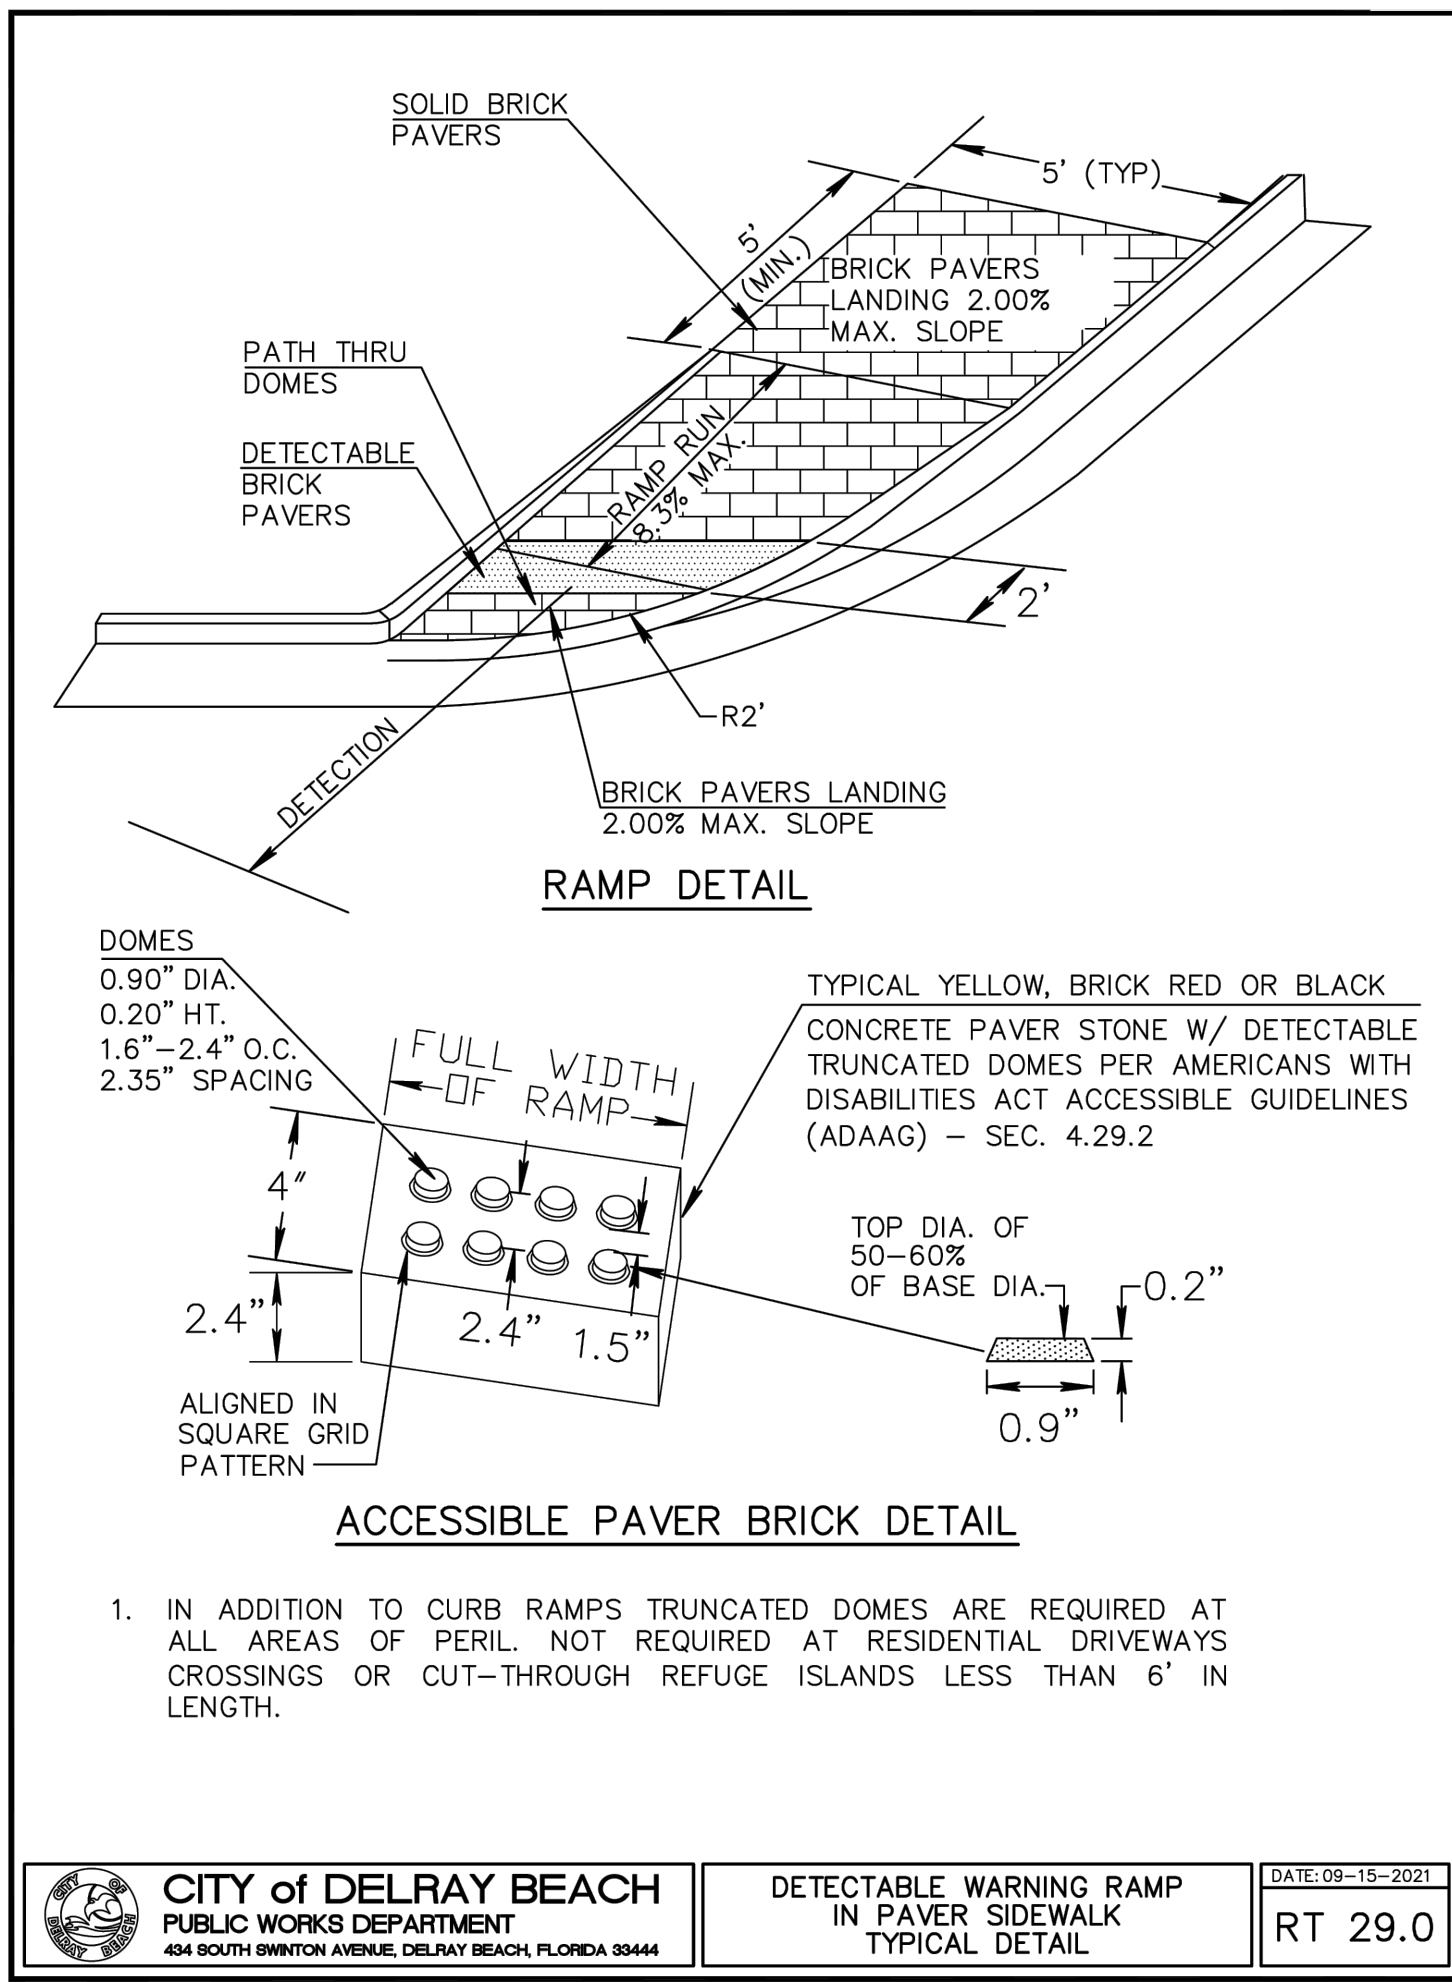 SOLID BRICK
PAVERS
5' (TYP)
5'
(MIN.)
BRICK PAVERS
LANDING 2.00%
MAX. SLOPE
PATH THRU
DOMES
RAMP RUN
8.3% MAX.
DETECTABLE
BRICK
PAVERS
2'
R2'
DETECTION
BRICK PAVERS LANDING
2.00% MAX. SLOPE
RAMP DETAIL
DOMES
0.90" DIA.
0.20" HT.
1.6"-2.4" O.C.
2.35" SPACING
FULL WIDTH
OF RAMP
TYPICAL YELLOW, BRICK RED OR BLACK
CONCRETE PAVER STONE W/ DETECTABLE
TRUNCATED DOMES PER AMERICANS WITH
DISABILITIES ACT ACCESSIBLE GUIDELINES
(ADAAG) - SEC. 4.29.2
4"
2.4"
2.4"
1.5"
TOP DIA. OF
50-60%
OF BASE DIA.
0.2"
0.9"
ALIGNED IN
SQUARE GRID
PATTERN
ACCESSIBLE PAVER BRICK DETAIL
1. IN ADDITION TO CURB RAMPS TRUNCATED DOMES ARE REQUIRED AT
ALL AREAS OF PERIL. NOT REQUIRED AT RESIDENTIAL DRIVEWAYS
CROSSINGS OR CUT-THROUGH REFUGE ISLANDS LESS THAN 6' IN
LENGTH.
CITY OF
DELRAY BEACH
CITY of DELRAY BEACH
PUBLIC WORKS DEPARTMENT
434 SOUTH SWINTON AVENUE, DELRAY BEACH, FLORIDA 33444
DETECTABLE WARNING RAMP
IN PAVER SIDEWALK
TYPICAL DETAIL
DATE: 09-15-2021
RT 29.0